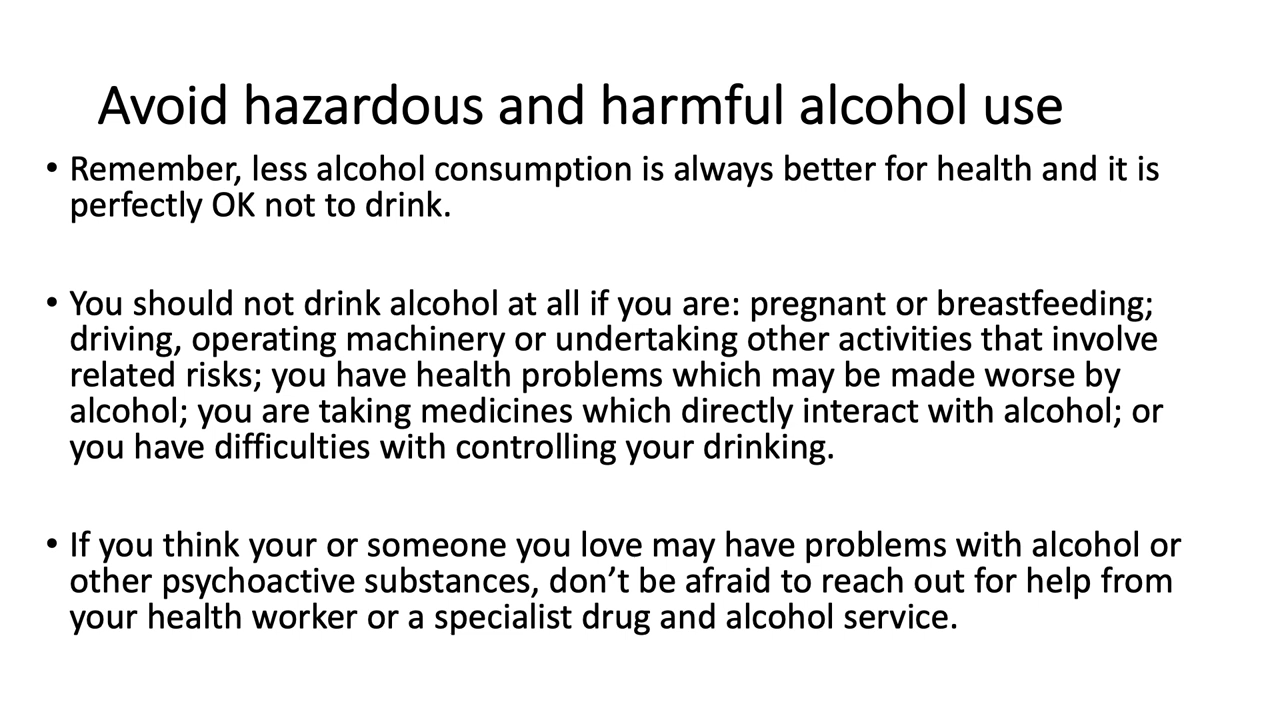 Avoid hazardous and harmful alcohol use
• Remember, less alcohol consumption is always better for health and it is
perfectly OK not to drink.
• You should not drink alcohol at all if you are: pregnant or breastfeeding;
driving, operating machinery or undertaking other activities that involve
related risks; you have health problems which may be made worse by
alcohol; you are taking medicines which directly interact with alcohol; or
you have difficulties with controlling your drinking.
• If you think your or someone you love may have problems with alcohol or
other psychoactive substances, don’t be afraid to reach out for help from
your health worker or a specialist drug and alcohol service.